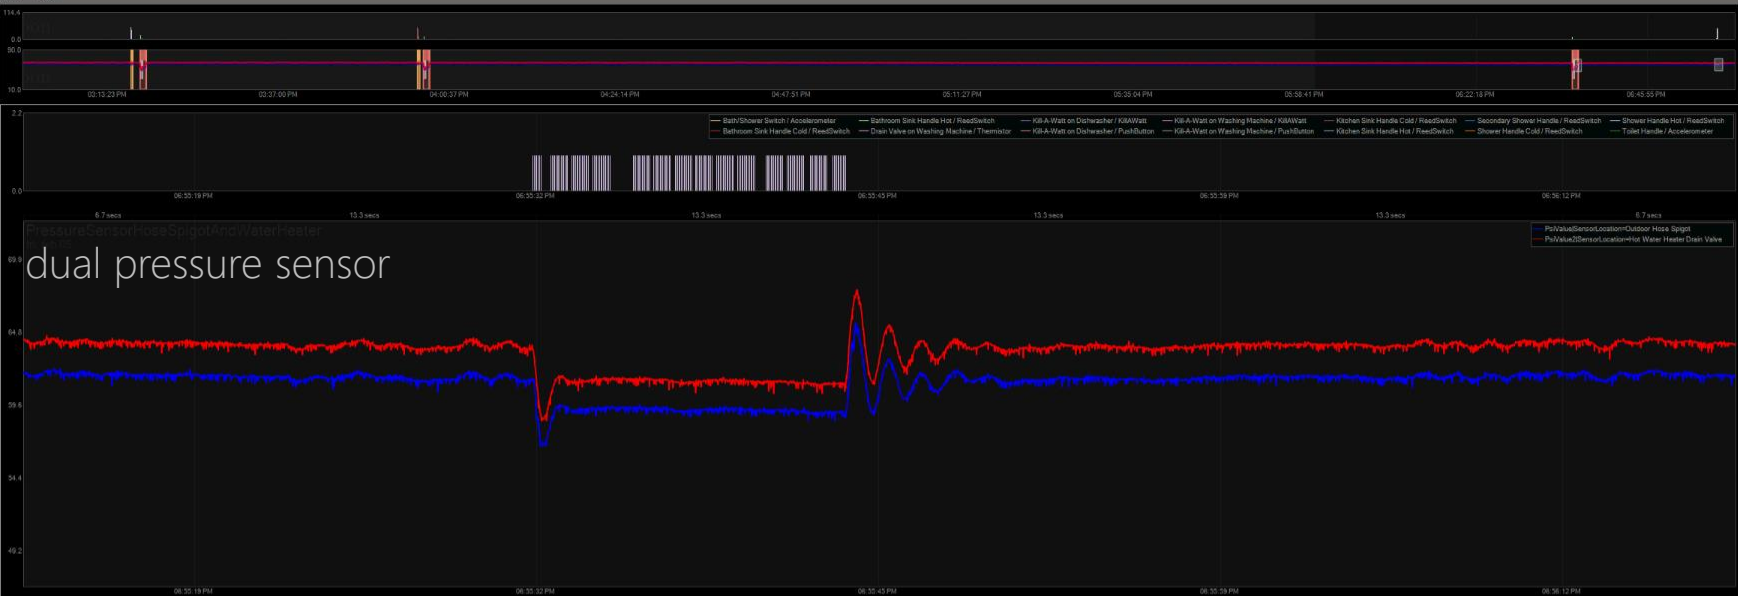 114.4
0.0
90.0
10.0
03:13:23 PM 03:37:00 PM 04:00:37 PM 04:24:14 PM 04:47:51 PM 05:11:27 PM 05:35:04 PM 05:58:41 PM 06:22:18 PM 06:45:55 PM
2.2
Bath/Shower Switch / Accelerometer Bathroom Sink Handle Hot / ReedSwitch Kill-A-Watt on Dishwasher / KillAWatt Kill-A-Watt on Washing Machine / KillAWatt Kitchen Sink Handle Cold / ReedSwitch Secondary Shower Handle / ReedSwitch Shower Handle Hot / ReedSwitch
Bathroom Sink Handle Cold / ReedSwitch Drain Valve on Washing Machine / Thermistor Kill-A-Watt on Dishwasher / PushButton Kill-A-Watt on Washing Machine / PushButton Kitchen Sink Handle Hot / ReedSwitch Shower Handle Cold / ReedSwitch Toilet Handle / Accelerometer
0.0
06:55:19 PM 06:55:32 PM 06:55:45 PM 06:55:59 PM 06:56:12 PM
6.7 secs 13.3 secs 13.3 secs 13.3 secs 13.3 secs 6.7 secs
PressureSensorHoseSpigotAndWaterHeater
PsiValue|SensorLocation=Outdoor Hose Spigot
PsiValue2|SensorLocation=Hot Water Heater Drain Valve
dual pressure sensor
69.9
64.8
59.6
54.4
49.2
06:55:19 PM 06:55:32 PM 06:55:45 PM 06:55:59 PM 06:56:12 PM